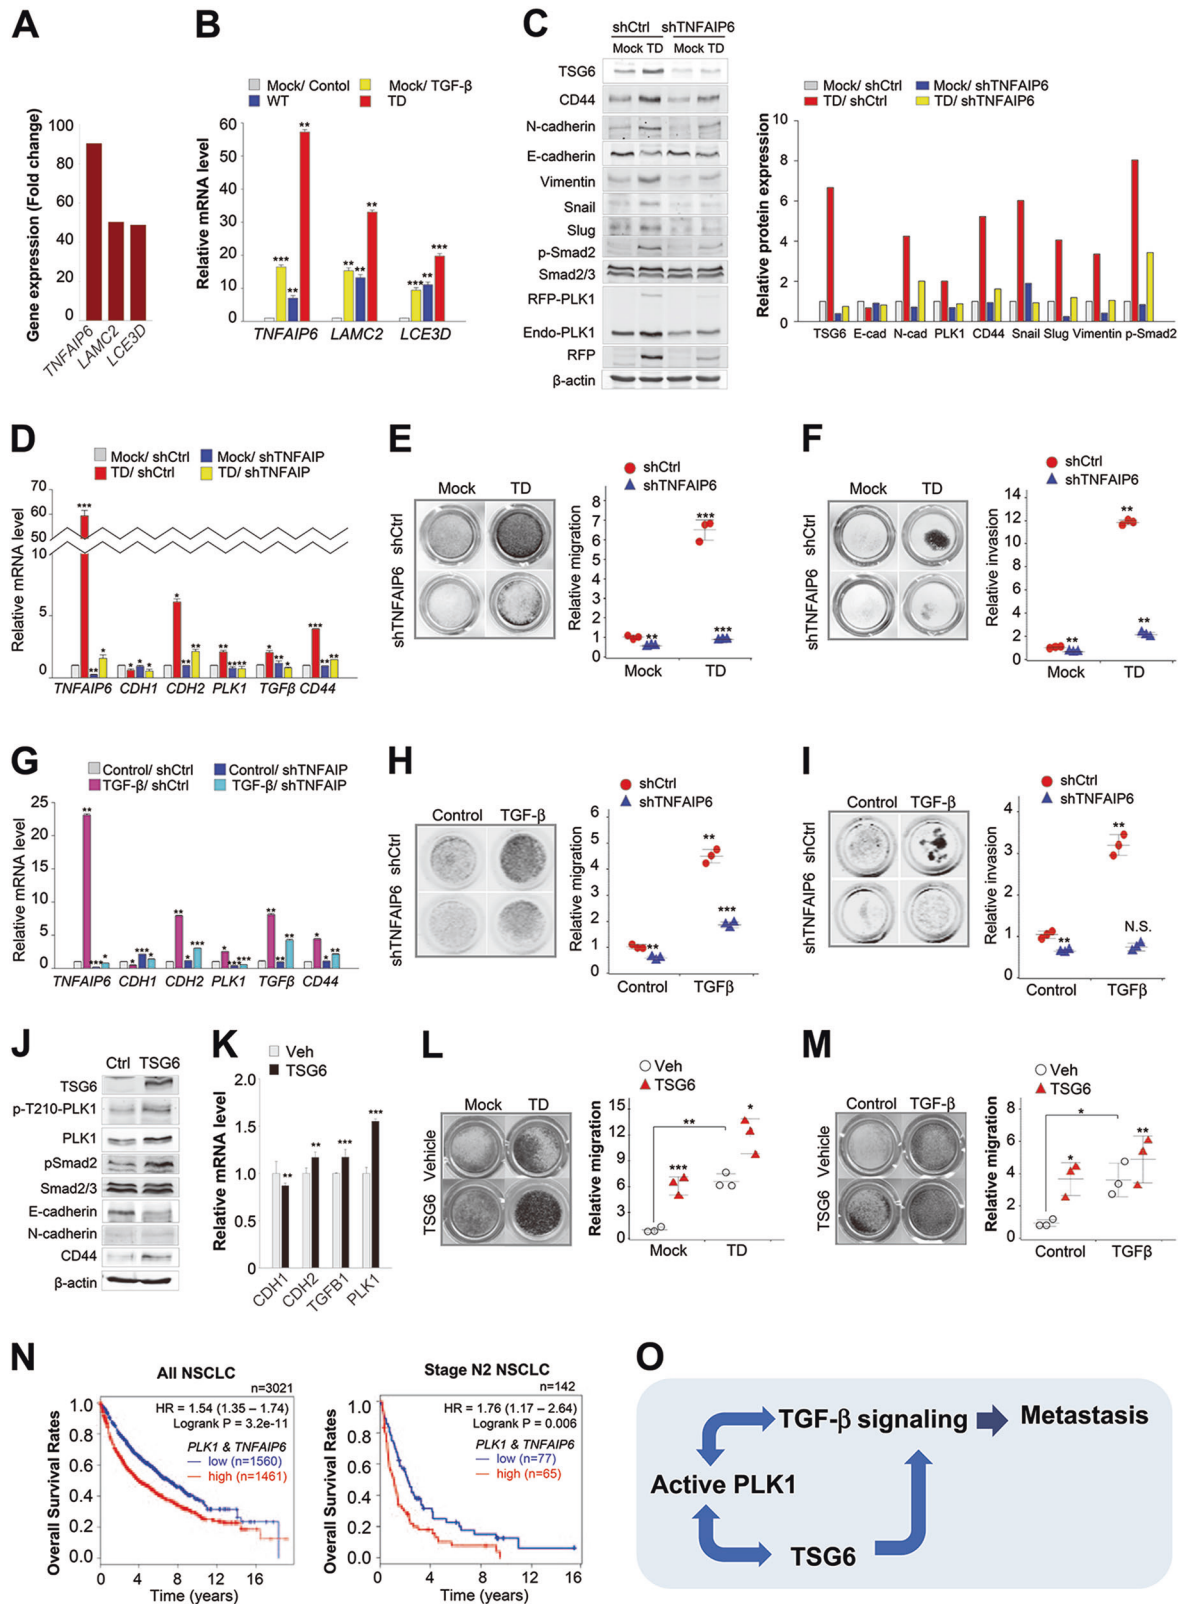 A
Gene expression (Fold change)
100
80
60
40
20
0
TNFAIP6
LAMC2
LCE3D
B
Mock/ Contol
Mock/ TGF-β
WT
TD
Relative mRNA level
60
50
40
30
20
10
0
** *** ** ** ** ** *** ** ***
TNFAIP6 LAMC2 LCE3D
C
shCtrl shTNFAIP6
Mock TD Mock TD
TSG6
CD44
N-cadherin
E-cadherin
Vimentin
Snail
Slug
p-Smad2
Smad2/3
RFP-PLK1
Endo-PLK1
RFP
β-actin
Mock/ shCtrl
Mock/ shTNFAIP6
TD/ shCtrl
TD/ shTNFAIP6
Relative protein expression
10
8
6
4
2
0
TSG6 E-cad N-cad PLK1 CD44 Snail Slug Vimentin p-Smad2
D
Mock/ shCtrl
Mock/ shTNFAIP
TD/ shCtrl
TD/ shTNFAIP
Relative mRNA level
70
60
50
10
5
0
TNFAIP6 CDH1 CDH2 PLK1 TGFβ CD44
E
Mock TD
shCtrl
shTNFAIP6
shCtrl
shTNFAIP6
Relative migration
8
7
6
5
4
3
2
1
0
***
**
***
Mock TD
F
Mock TD
shCtrl
shTNFAIP6
shCtrl
shTNFAIP6
Relative invasion
14
12
10
8
6
4
2
0
**
**
**
Mock TD
G
Control/ shCtrl
Control/ shTNFAIP
TGF-β/ shCtrl
TGF-β/ shTNFAIP
Relative mRNA level
25
20
15
10
5
0
TNFAIP6 CDH1 CDH2 PLK1 TGFβ CD44
H
Control TGF-β
shCtrl
shTNFAIP6
shCtrl
shTNFAIP6
Relative migration
6
5
4
3
2
1
0
**
**
***
Control TGFβ
I
Control TGF-β
shCtrl
shTNFAIP6
shCtrl
shTNFAIP6
Relative invasion
4
3
2
1
0
**
**
N.S.
Control TGFβ
J
Ctrl TSG6
TSG6
p-T210-PLK1
PLK1
pSmad2
Smad2/3
E-cadherin
N-cadherin
CD44
β-actin
K
Veh
TSG6
Relative mRNA level
2.0
1.5
1.0
0.5
0
** ** *** ***
CDH1
CDH2
TGFB1
PLK1
L
Mock TD
Vehicle
TSG6
Veh
TSG6
Relative migration
15
12
9
6
3
0
***
**
*
Mock TD
M
Control TGF-β
Vehicle
TSG6
Veh
TSG6
Relative migration
8
6
4
2
0
*
*
**
Control TGFβ
N
All NSCLC
n=3021
HR = 1.54 (1.35 – 1.74)
Logrank P = 3.2e-11
PLK1 & TNFAIP6
low (n=1560)
high (n=1461)
Overall Survival Rates
1.0
0.8
0.6
0.4
0.2
0.0
0 4 8 12 16
Time (years)
Stage N2 NSCLC
n=142
HR = 1.76 (1.17 – 2.64)
Logrank P = 0.006
PLK1 & TNFAIP6
low (n=77)
high (n=65)
Overall Survival Rates
1.0
0.8
0.6
0.4
0.2
0.0
0 4 8 12 16
Time (years)
O
TGF-β signaling
Metastasis
Active PLK1
TSG6